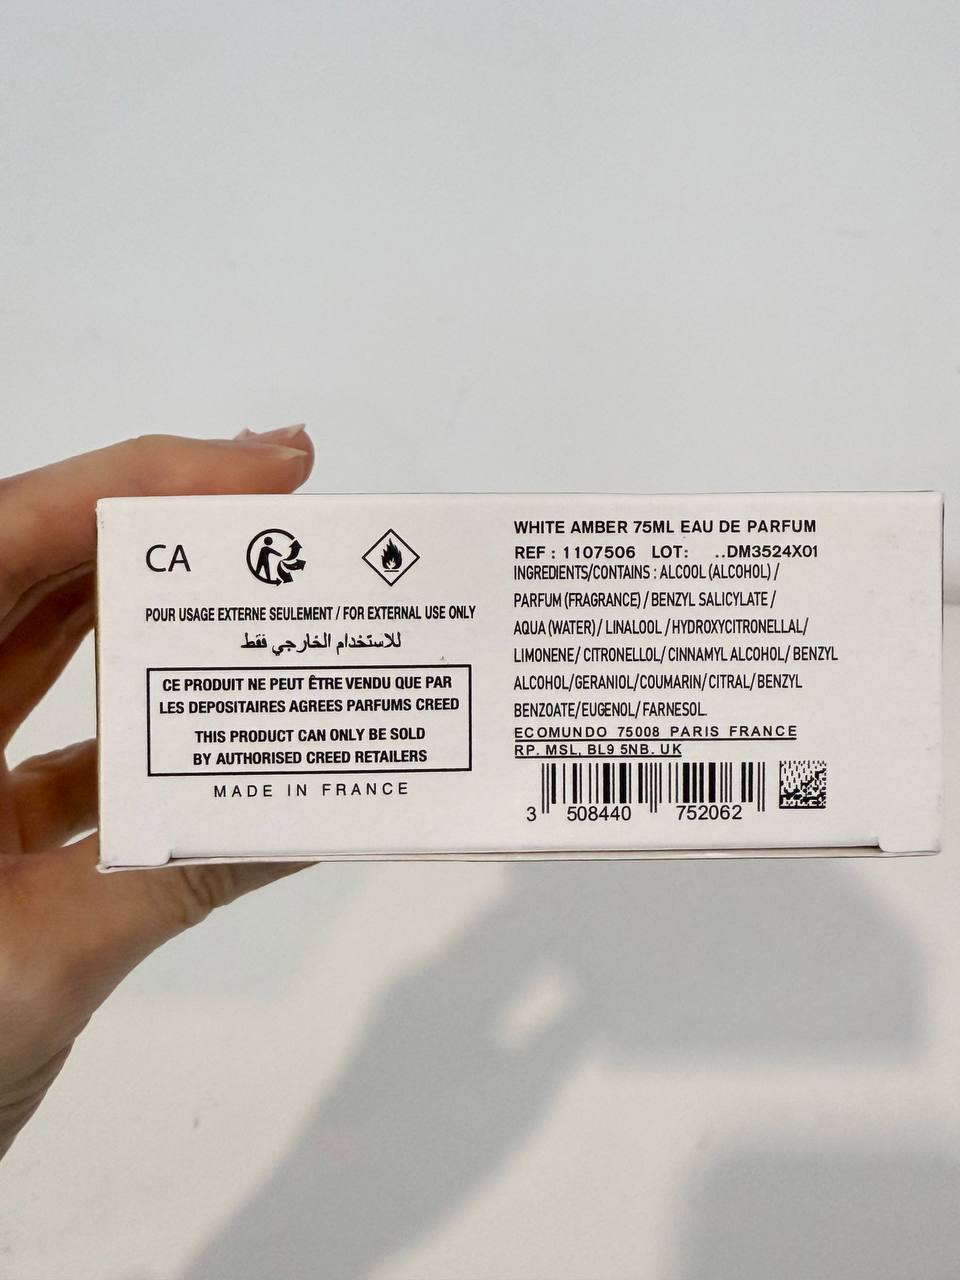 CA
POUR USAGE EXTERNE SEULEMENT / FOR EXTERNAL USE ONLY
للاستخدام الخارجي فقط
CE PRODUIT NE PEUT ÊTRE VENDU QUE PAR
LES DEPOSITAIRES AGREES PARFUMS CREED
THIS PRODUCT CAN ONLY BE SOLD
BY AUTHORISED CREED RETAILERS
MADE IN FRANCE
WHITE AMBER 75ML EAU DE PARFUM
REF : 1107506 LOT: ..DM3524X01
INGREDIENTS/CONTAINS : ALCOOL (ALCOHOL) /
PARFUM (FRAGRANCE) / BENZYL SALICYLATE /
AQUA (WATER) / LINALOOL / HYDROXYCITRONELLAL/
LIMONENE/ CITRONELLOL/ CINNAMYL ALCOHOL/ BENZYL
ALCOHOL/GERANIOL/COUMARIN/CITRAL/BENZYL
BENZOATE/EUGENOL/FARNESOL.
ECOMUNDO 75008 PARIS FRANCE
RP. MSL, BL9 5NB. UK
3 508440 752062